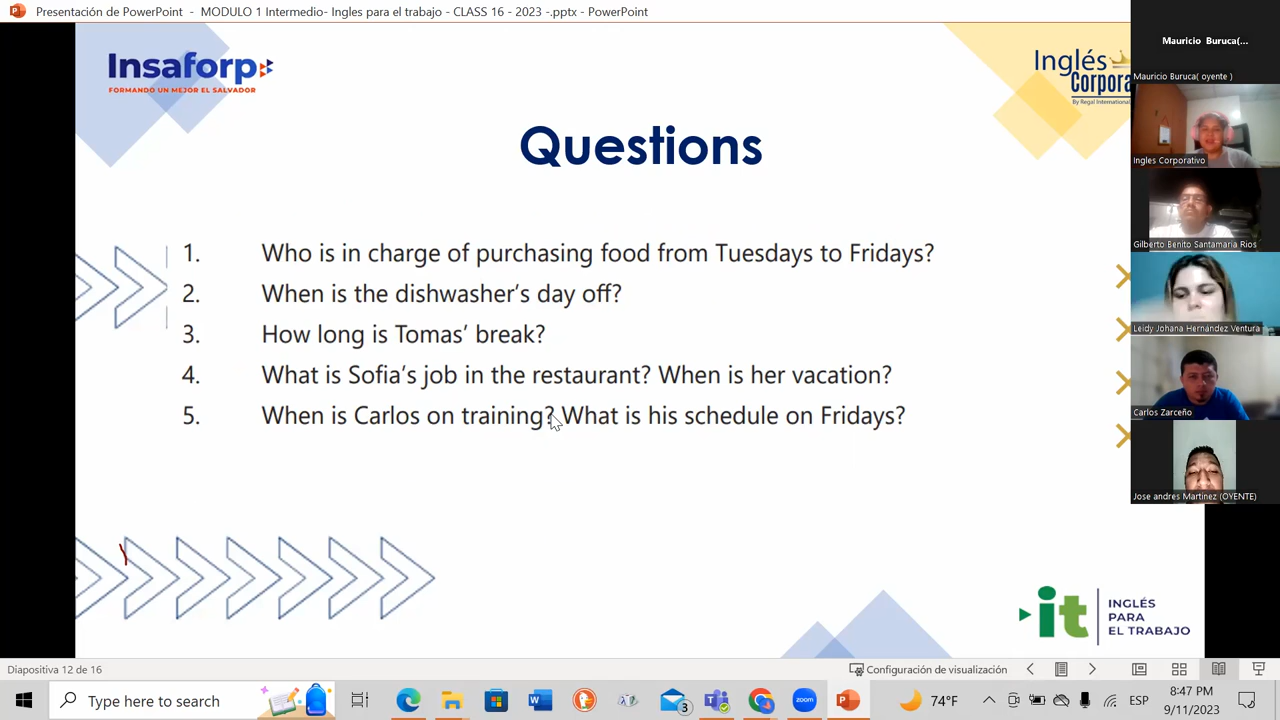 Presentación de PowerPoint - MODULO 1 Intermedio- Ingles para el trabajo - CLASS 16 - 2023 -.pptx - PowerPoint
Insaforp
FORMANDO UN MEJOR EL SALVADOR
Inglés
Corpora
By Regal International
Questions
1. Who is in charge of purchasing food from Tuesdays to Fridays?
2. When is the dishwasher's day off?
3. How long is Tomas' break?
4. What is Sofia's job in the restaurant? When is her vacation?
5. When is Carlos on training? What is his schedule on Fridays?
it
INGLÉS
PARA
EL TRABAJO
Mauricio Buruca(...
Mauricio Buruca( oyente )
Ingles Corporativo
Gilberto Benito Santamaria Rios
Leidy Johana Hernández Ventura
Carlos Zarceño
Jose andres Martinez (OYENTE)
Diapositiva 12 de 16
Configuración de visualización
Type here to search
zoom
3
74°F
ESP
8:47 PM
9/11/2023